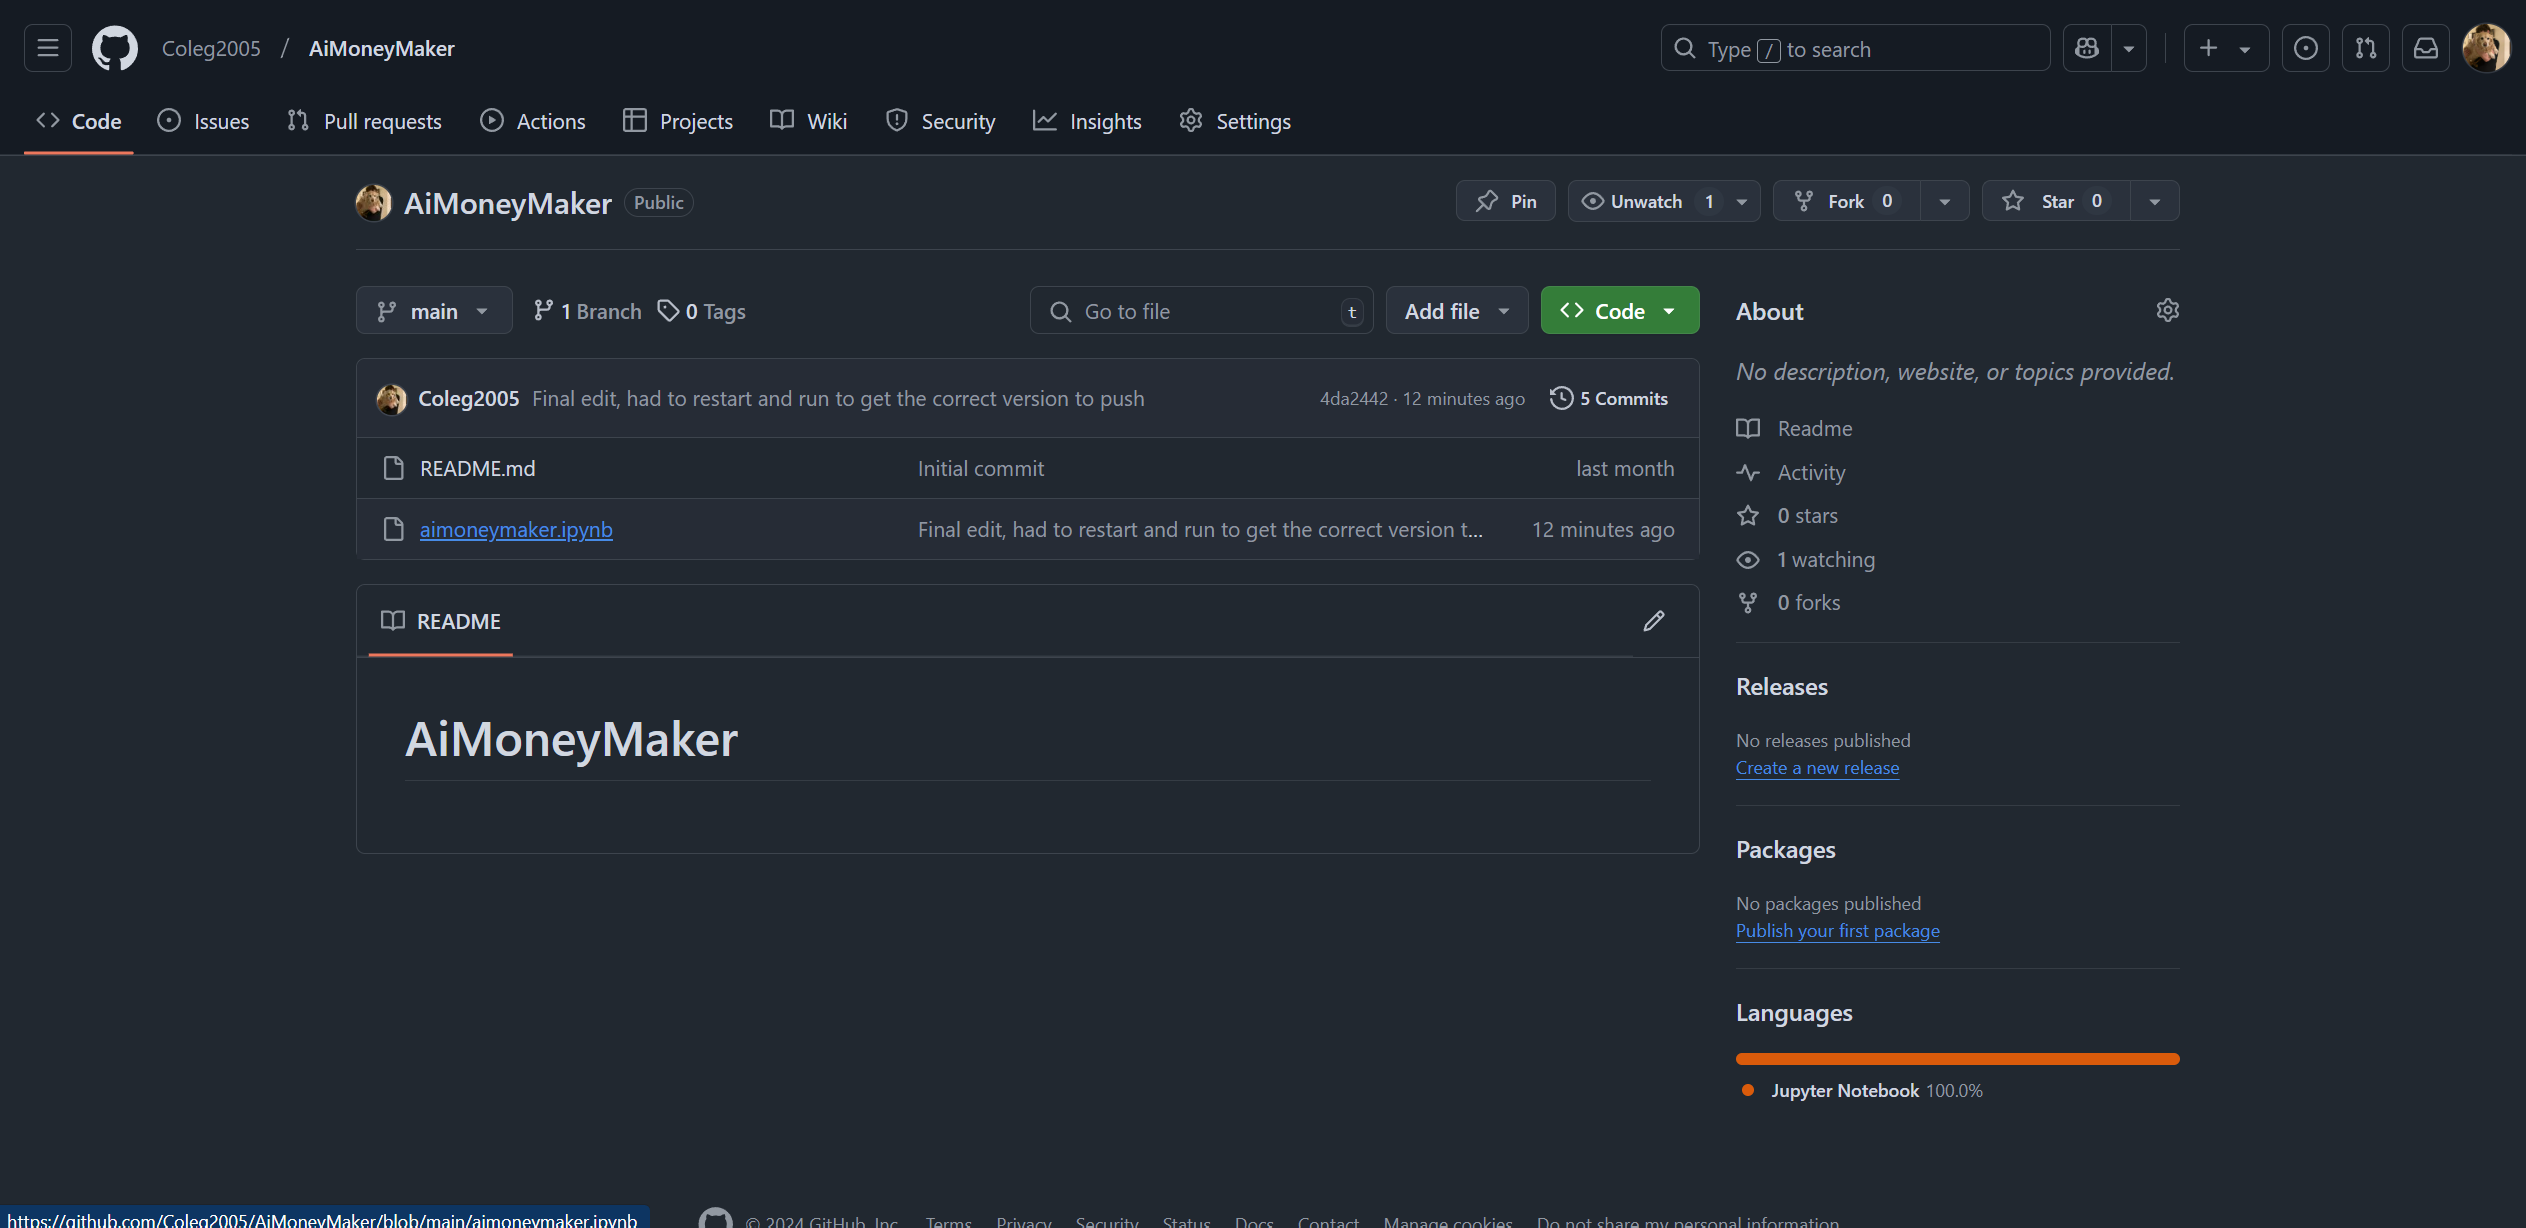 Coleg2005 / AiMoneyMaker
Type / to search
Code Issues Pull requests Actions Projects Wiki Security Insights Settings
AiMoneyMaker Public
Pin Unwatch 1 Fork 0 Star 0
main 1 Branch 0 Tags
Go to file t Add file Code
Coleg2005 Final edit, had to restart and run to get the correct version to push 4da2442 · 12 minutes ago 5 Commits
README.md Initial commit last month
aimoneymaker.ipynb Final edit, had to restart and run to get the correct version t... 12 minutes ago
README
AiMoneyMaker
About
No description, website, or topics provided.
Readme
Activity
0 stars
1 watching
0 forks
Releases
No releases published
Create a new release
Packages
No packages published
Publish your first package
Languages
Jupyter Notebook 100.0%
https://github.com/Coleg2005/AiMoneyMaker/blob/main/aimoneymaker.ipynb
© 2024 GitHub, Inc. Terms Privacy Security Status Docs Contact Manage cookies Do not share my personal information